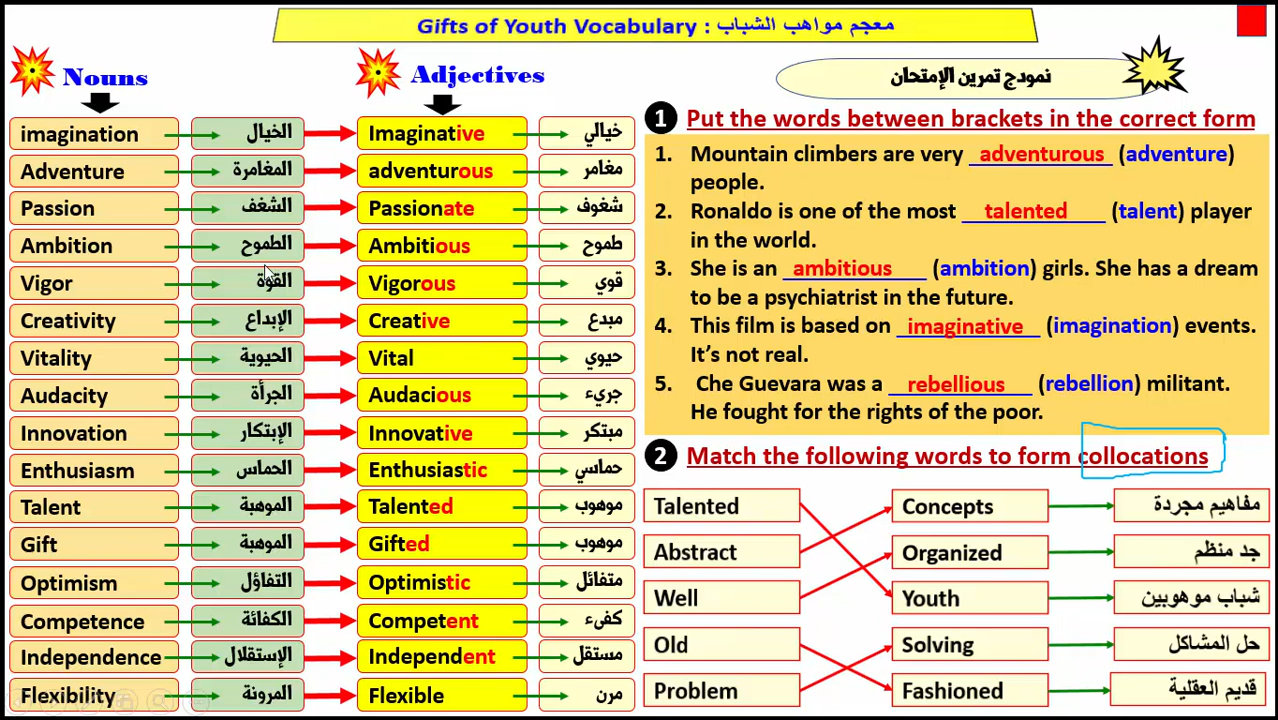 Gifts of Youth Vocabulary : معجم مواهب الشباب
Nouns
Adjectives
imagination الخيال Imaginative خيالي
Adventure المغامرة adventurous مغامر
Passion الشغف Passionate شغوف
Ambition الطموح Ambitious طموح
Vigor القوة Vigorous قوي
Creativity الإبداع Creative مبدع
Vitality الحيوية Vital حيوي
Audacity الجرأة Audacious جريء
Innovation الإبتكار Innovative مبتكر
Enthusiasm الحماس Enthusiastic حماسي
Talent الموهبة Talented موهوب
Gift الموهبة Gifted موهوب
Optimism التفاؤل Optimistic متفائل
Competence الكفائة Competent كفىء
Independence الإستقلال Independent مستقل
Flexibility المرونة Flexible مرن
نمودج تمرين الإمتحان
1 Put the words between brackets in the correct form
1. Mountain climbers are very adventurous (adventure)
people.
2. Ronaldo is one of the most talented (talent) player
in the world.
3. She is an ambitious (ambition) girls. She has a dream
to be a psychiatrist in the future.
4. This film is based on imaginative (imagination) events.
It’s not real.
5. Che Guevara was a rebellious (rebellion) militant.
He fought for the rights of the poor.
2 Match the following words to form collocations
Talented Concepts مفاهيم مجردة
Abstract Organized جد منظم
Well Youth شباب موهوبين
Old Solving حل المشاكل
Problem Fashioned قديم العقلية